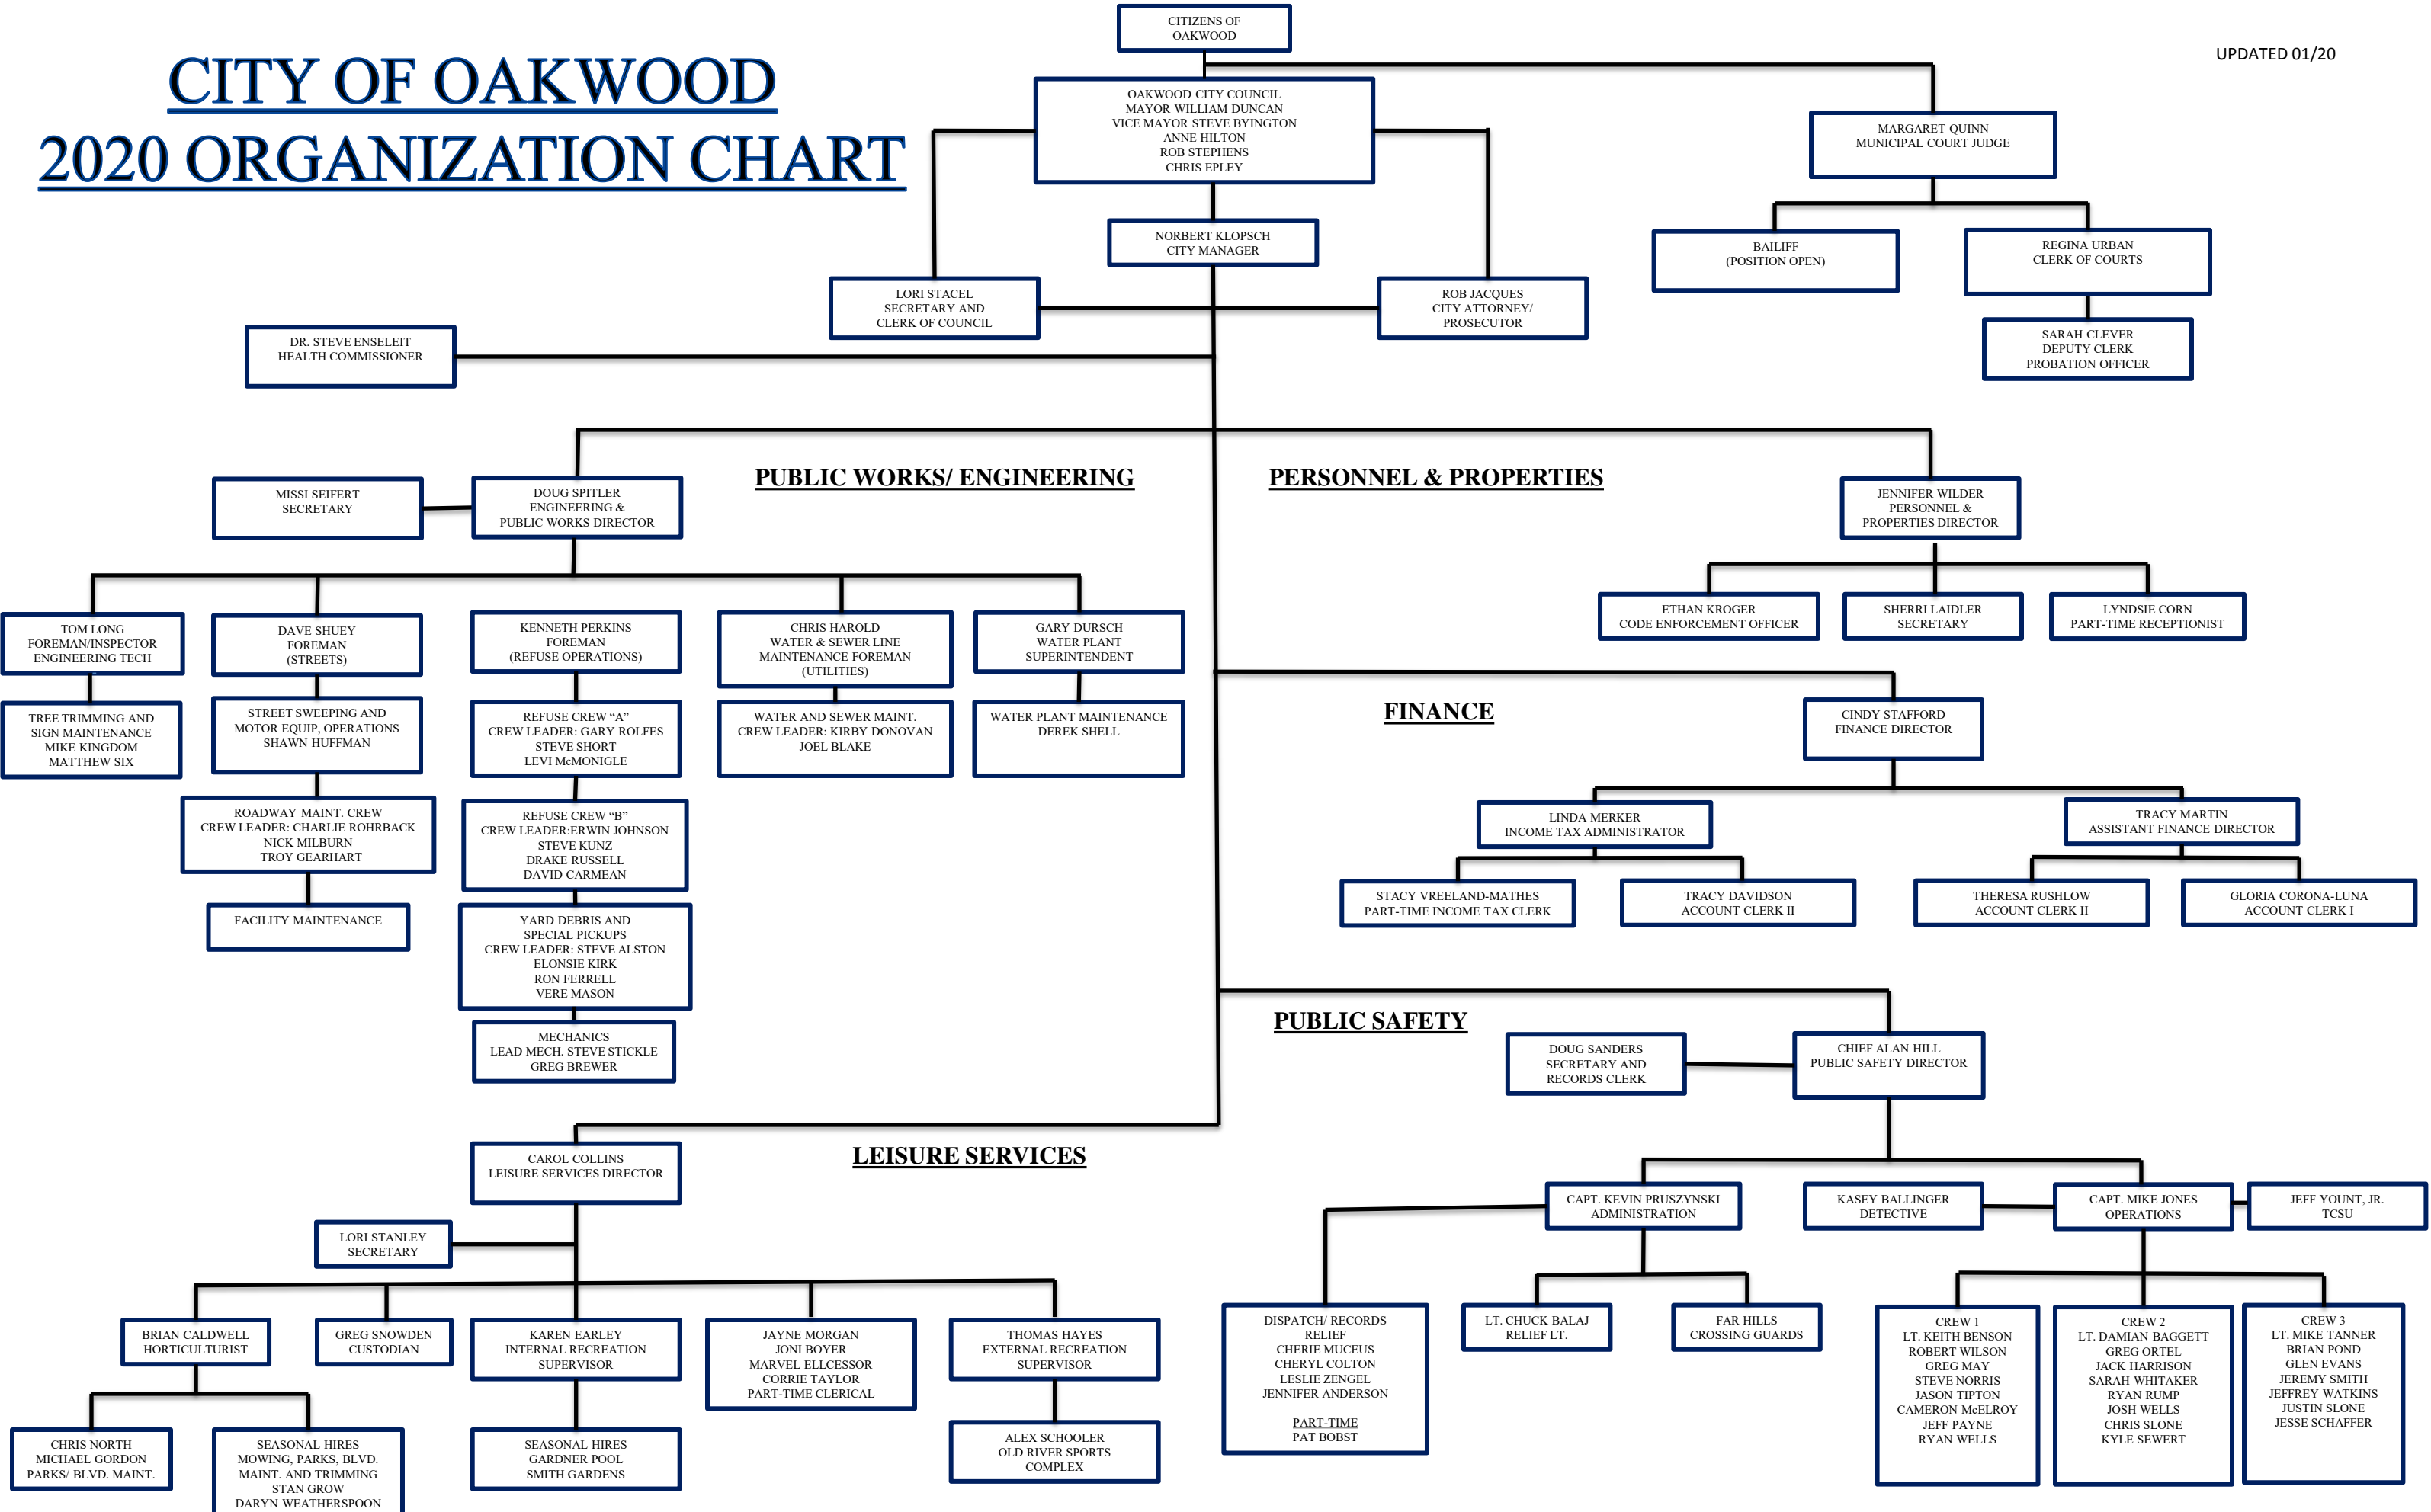 CITY OF OAKWOOD
2020 ORGANIZATION CHART
UPDATED 01/20
CITIZENS OF
OAKWOOD
OAKWOOD CITY COUNCIL
MAYOR WILLIAM DUNCAN
VICE MAYOR STEVE BYINGTON
ANNE HILTON
ROB STEPHENS
CHRIS EPLEY
MARGARET QUINN
MUNICIPAL COURT JUDGE
NORBERT KLOPSCH
CITY MANAGER
BAILIFF
(POSITION OPEN)
REGINA URBAN
CLERK OF COURTS
LORI STACEL
SECRETARY AND
CLERK OF COUNCIL
ROB JACQUES
CITY ATTORNEY/
PROSECUTOR
SARAH CLEVER
DEPUTY CLERK
PROBATION OFFICER
DR. STEVE ENSELEIT
HEALTH COMMISSIONER
PUBLIC WORKS/ ENGINEERING
MISSI SEIFERT
SECRETARY
DOUG SPITLER
ENGINEERING &
PUBLIC WORKS DIRECTOR
TOM LONG
FOREMAN/INSPECTOR
ENGINEERING TECH
DAVE SHUEY
FOREMAN
(STREETS)
KENNETH PERKINS
FOREMAN
(REFUSE OPERATIONS)
CHRIS HAROLD
WATER & SEWER LINE
MAINTENANCE FOREMAN
(UTILITIES)
GARY DURSCH
WATER PLANT
SUPERINTENDENT
TREE TRIMMING AND
SIGN MAINTENANCE
MIKE KINGDOM
MATTHEW SIX
STREET SWEEPING AND
MOTOR EQUIP, OPERATIONS
SHAWN HUFFMAN
REFUSE CREW “A”
CREW LEADER: GARY ROLFES
STEVE SHORT
LEVI McMONIGLE
WATER AND SEWER MAINT.
CREW LEADER: KIRBY DONOVAN
JOEL BLAKE
WATER PLANT MAINTENANCE
DEREK SHELL
ROADWAY MAINT. CREW
CREW LEADER: CHARLIE ROHRBACK
NICK MILBURN
TROY GEARHART
REFUSE CREW “B”
CREW LEADER:ERWIN JOHNSON
STEVE KUNZ
DRAKE RUSSELL
DAVID CARMEAN
FACILITY MAINTENANCE
YARD DEBRIS AND
SPECIAL PICKUPS
CREW LEADER: STEVE ALSTON
ELONSIE KIRK
RON FERRELL
VERE MASON
MECHANICS
LEAD MECH. STEVE STICKLE
GREG BREWER
PERSONNEL & PROPERTIES
JENNIFER WILDER
PERSONNEL &
PROPERTIES DIRECTOR
ETHAN KROGER
CODE ENFORCEMENT OFFICER
SHERRI LAIDLER
SECRETARY
LYNDSIE CORN
PART-TIME RECEPTIONIST
FINANCE
CINDY STAFFORD
FINANCE DIRECTOR
LINDA MERKER
INCOME TAX ADMINISTRATOR
TRACY MARTIN
ASSISTANT FINANCE DIRECTOR
STACY VREELAND-MATHES
PART-TIME INCOME TAX CLERK
TRACY DAVIDSON
ACCOUNT CLERK II
THERESA RUSHLOW
ACCOUNT CLERK II
GLORIA CORONA-LUNA
ACCOUNT CLERK I
PUBLIC SAFETY
DOUG SANDERS
SECRETARY AND
RECORDS CLERK
CHIEF ALAN HILL
PUBLIC SAFETY DIRECTOR
CAPT. KEVIN PRUSZYNSKI
ADMINISTRATION
KASEY BALLINGER
DETECTIVE
CAPT. MIKE JONES
OPERATIONS
JEFF YOUNT, JR.
TCSU
DISPATCH/ RECORDS
RELIEF
CHERIE MUCEUS
CHERYL COLTON
LESLIE ZENGEL
JENNIFER ANDERSON
PART-TIME
PAT BOBST
LT. CHUCK BALAJ
RELIEF LT.
FAR HILLS
CROSSING GUARDS
CREW 1
LT. KEITH BENSON
ROBERT WILSON
GREG MAY
STEVE NORRIS
JASON TIPTON
CAMERON McELROY
JEFF PAYNE
RYAN WELLS
CREW 2
LT. DAMIAN BAGGETT
GREG ORTEL
JACK HARRISON
SARAH WHITAKER
RYAN RUMP
JOSH WELLS
CHRIS SLONE
KYLE SEWERT
CREW 3
LT. MIKE TANNER
BRIAN POND
GLEN EVANS
JEREMY SMITH
JEFFREY WATKINS
JUSTIN SLONE
JESSE SCHAFFER
LEISURE SERVICES
CAROL COLLINS
LEISURE SERVICES DIRECTOR
LORI STANLEY
SECRETARY
BRIAN CALDWELL
HORTICULTURIST
GREG SNOWDEN
CUSTODIAN
KAREN EARLEY
INTERNAL RECREATION
SUPERVISOR
JAYNE MORGAN
JONI BOYER
MARVEL ELLCESSOR
CORRIE TAYLOR
PART-TIME CLERICAL
THOMAS HAYES
EXTERNAL RECREATION
SUPERVISOR
CHRIS NORTH
MICHAEL GORDON
PARKS/ BLVD. MAINT.
SEASONAL HIRES
MOWING, PARKS, BLVD.
MAINT. AND TRIMMING
STAN GROW
DARYN WEATHERSPOON
SEASONAL HIRES
GARDNER POOL
SMITH GARDENS
ALEX SCHOOLER
OLD RIVER SPORTS
COMPLEX